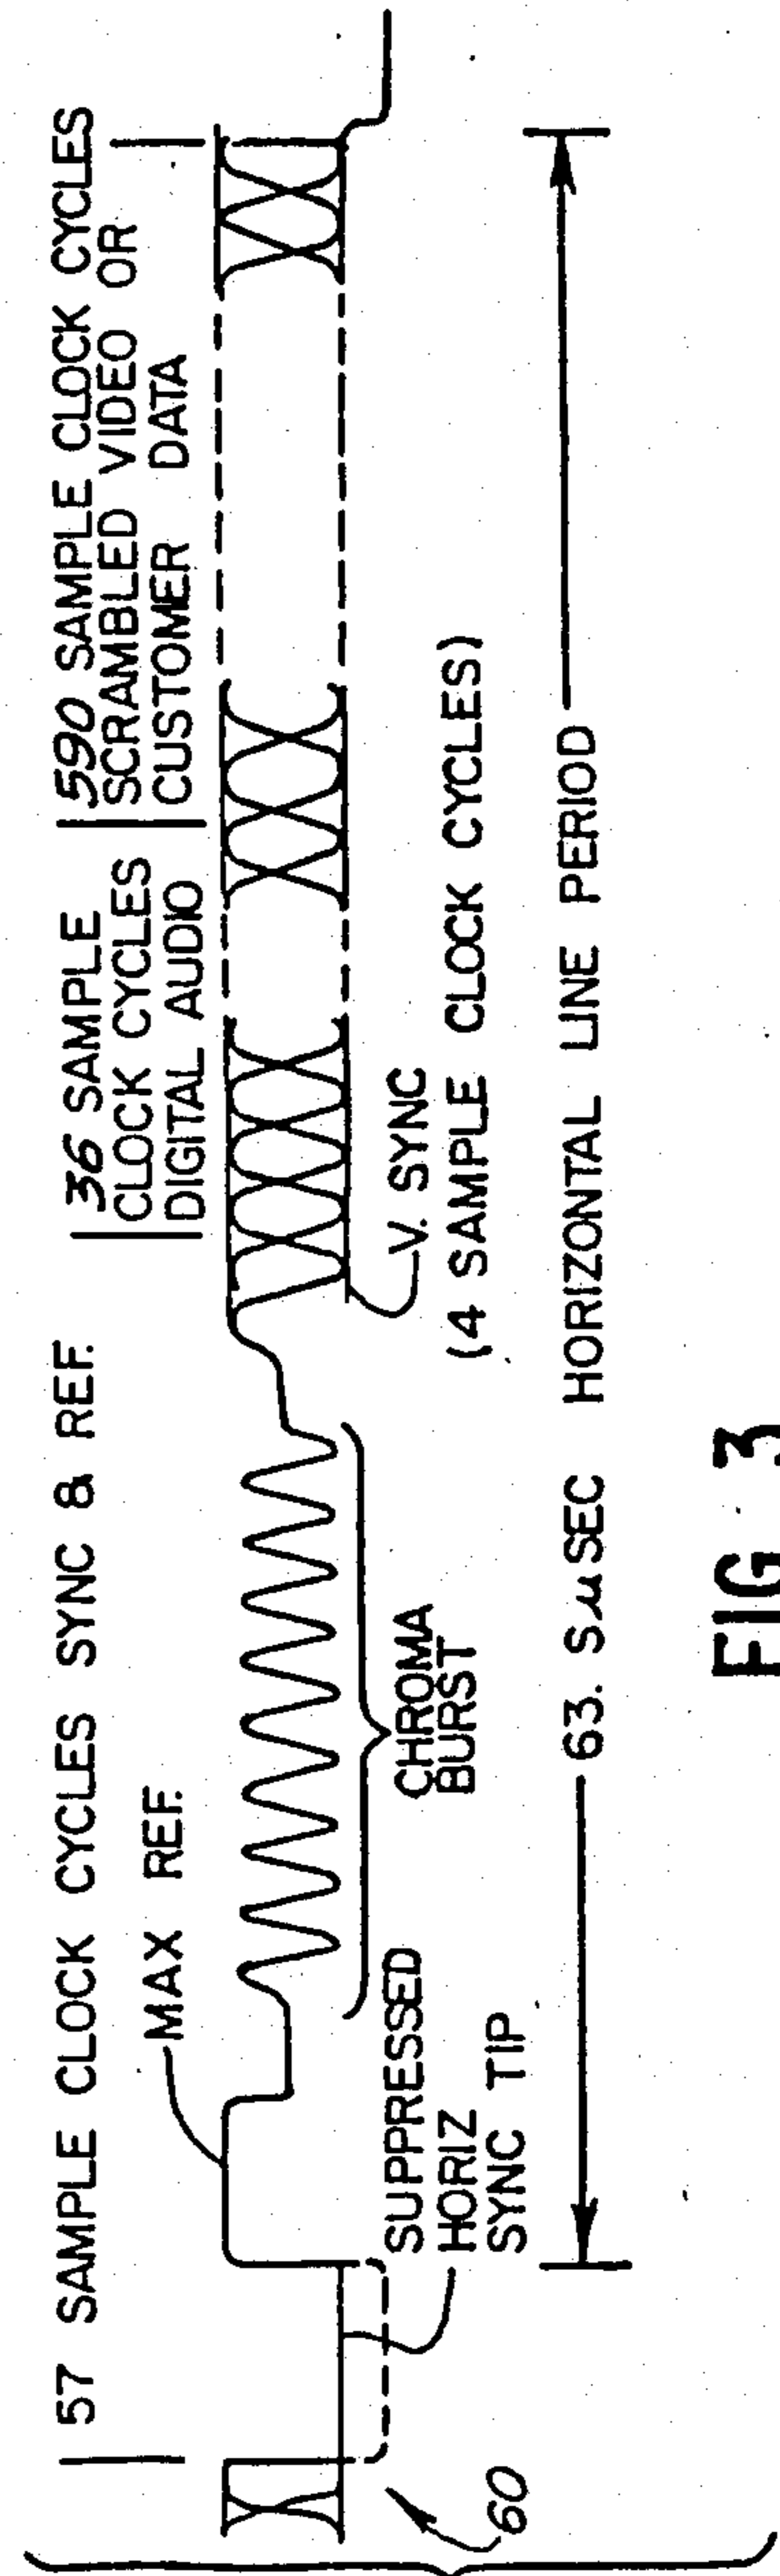 57 SAMPLE CLOCK CYCLES SYNC & REF.
36 SAMPLE
CLOCK CYCLES
DIGITAL AUDIO
590 SAMPLE CLOCK CYCLES
SCRAMBLED VIDEO OR
CUSTOMER DATA
MAX REF.
SUPPRESSED
HORIZ
SYNC TIP
CHROMA
BURST
V. SYNC
(4 SAMPLE CLOCK CYCLES)
60
63.5µSEC HORIZONTAL LINE PERIOD
FIG. 3